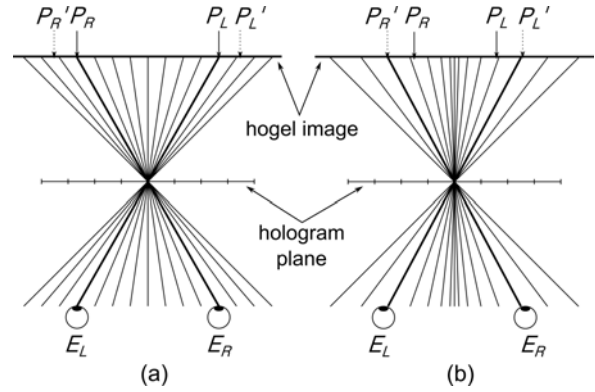 P_R' P_R P_L P_L' P_R' P_R P_L P_L'
hogel image
hologram
plane
E_L E_R E_L E_R
(a) (b)